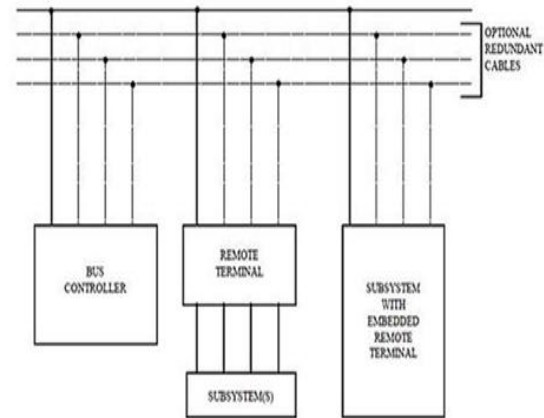 OPTIONAL
REDUNDANT
CABLES
BUS
CONTROLLER
REMOTE
TERMINAL
SUBSYSTEM(S)
SUBSYSTEM
WITH
EMBEDDED
REMOTE
TERMINAL